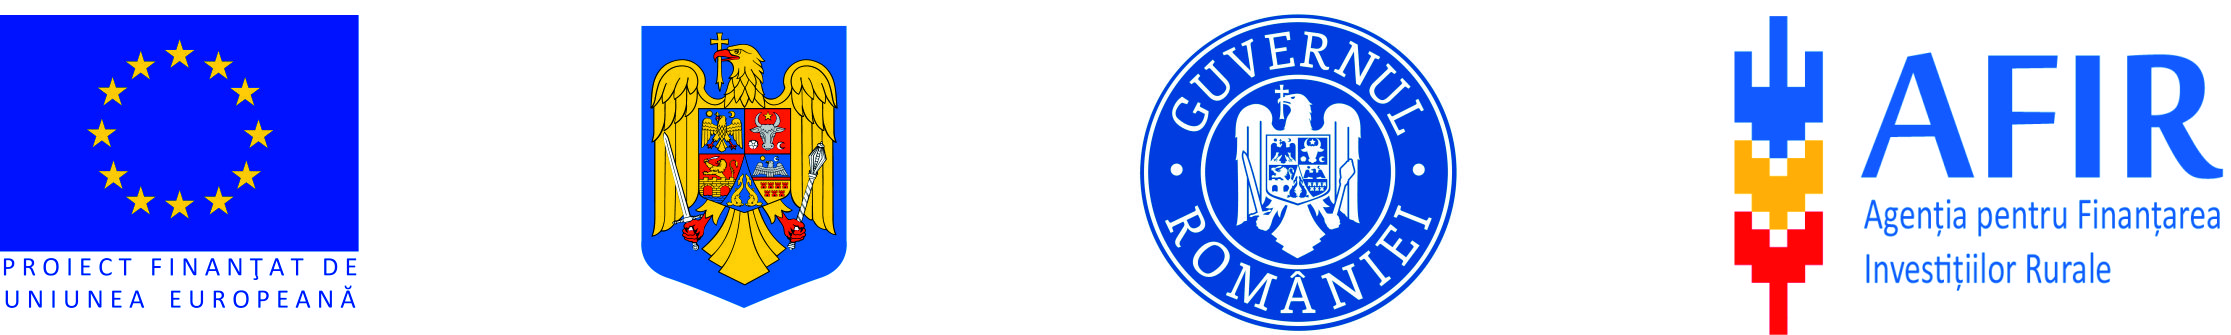 PROIECT FINANŢAT DE
UNIUNEA EUROPEANĂ
GUVERNUL
ROMÂNIEI
AFIR
Agenția pentru Finanțarea
Investițiilor Rurale